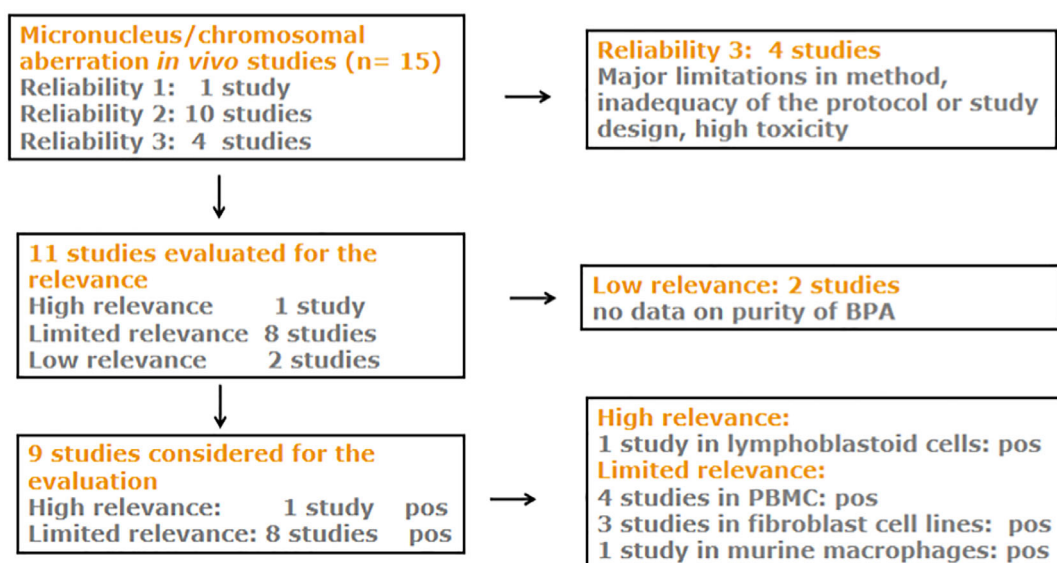 Micronucleus/chromosomal
aberration in vivo studies (n= 15)
Reliability 1: 1 study
Reliability 2: 10 studies
Reliability 3: 4 studies
Reliability 3: 4 studies
Major limitations in method,
inadequacy of the protocol or study
design, high toxicity
11 studies evaluated for the
relevance
High relevance 1 study
Limited relevance 8 studies
Low relevance 2 studies
Low relevance: 2 studies
no data on purity of BPA
9 studies considered for the
evaluation
High relevance: 1 study pos
Limited relevance: 8 studies pos
High relevance:
1 study in lymphoblastoid cells: pos
Limited relevance:
4 studies in PBMC: pos
3 studies in fibroblast cell lines: pos
1 study in murine macrophages: pos